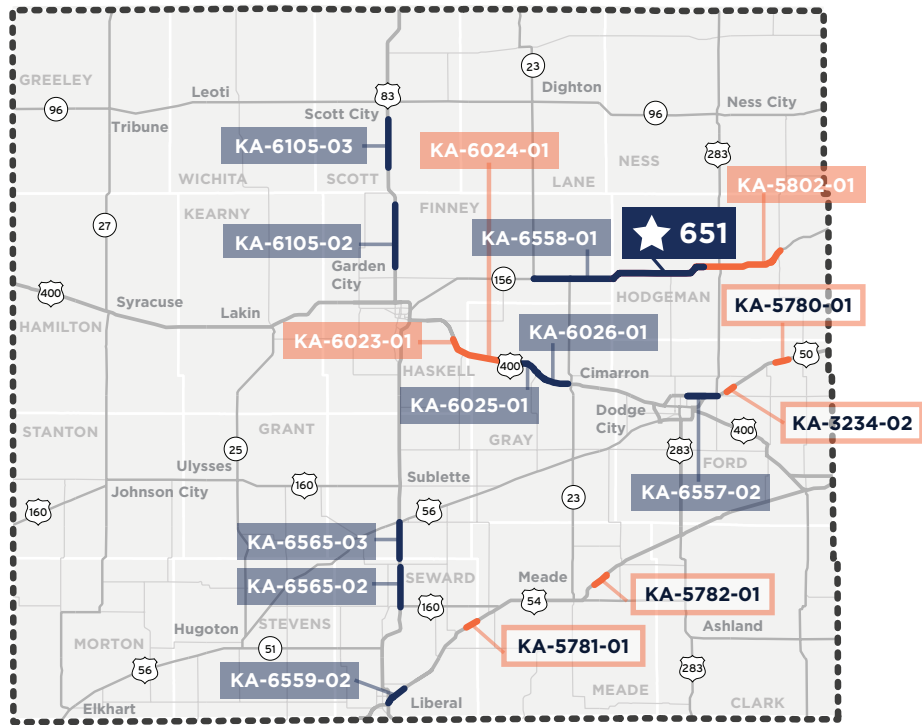 GREELEY
Leoti
83
23
Dighton
96
Scott City
96
Ness City
Tribune
KA-6105-03
KA-6024-01
283
NESS
WICHITA
SCOTT
LANE
KA-5802-01
KEARNY
FINNEY
27
KA-6105-02
KA-6558-01
651
Garden
City
156
400
HODGEMAN
Syracuse
Lakin
KA-5780-01
HAMILTON
KA-6023-01
KA-6026-01
50
HASKELL
400
Cimarron
KA-6025-01
Dodge
City
KA-3234-02
STANTON
GRANT
GRAY
400
25
283
FORD
Ulysses
160
Sublette
Johnson City
KA-6557-02
160
56
23
KA-6565-03
SEWARD
Meade
KA-6565-02
KA-5782-01
160
54
Hugoton
STEVENS
Ashland
MORTON
51
KA-5781-01
56
283
KA-6559-02
MEADE
Elkhart
Liberal
CLARK